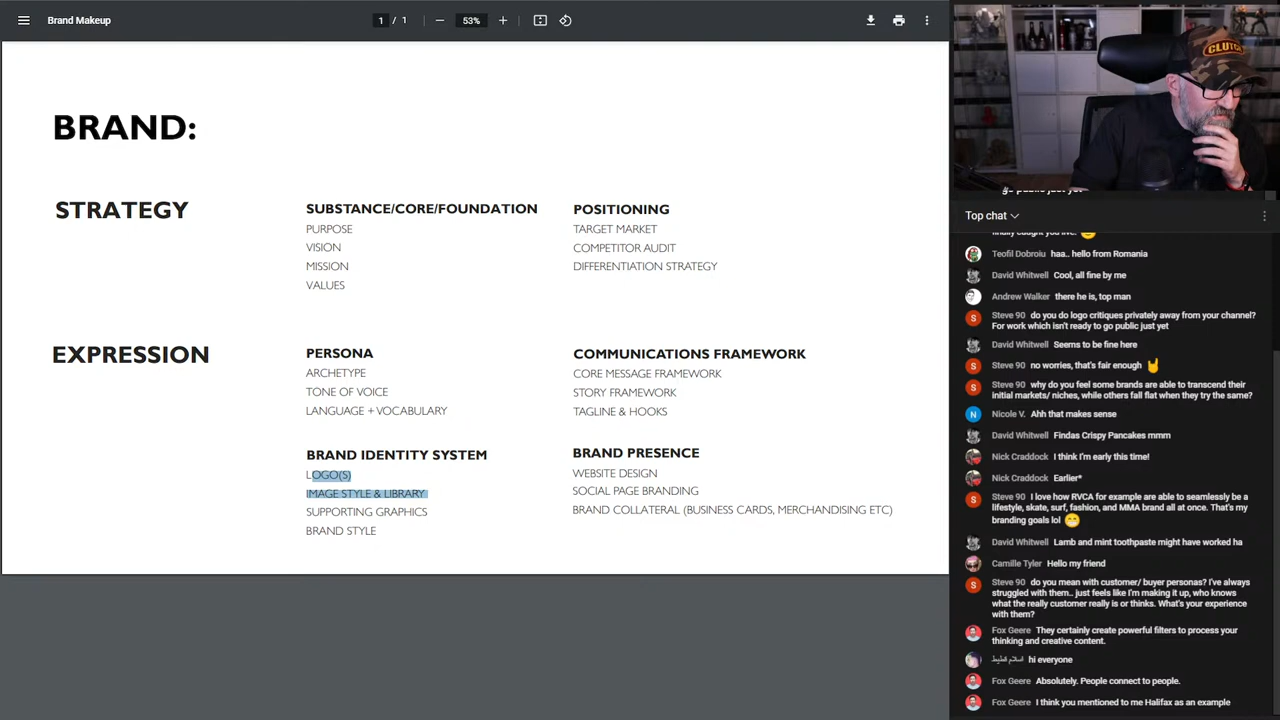 Brand Makeup
1 / 1
53%
BRAND:
STRATEGY
SUBSTANCE/CORE/FOUNDATION
PURPOSE
VISION
MISSION
VALUES
POSITIONING
TARGET MARKET
COMPETITOR AUDIT
DIFFERENTIATION STRATEGY
EXPRESSION
PERSONA
ARCHETYPE
TONE OF VOICE
LANGUAGE + VOCABULARY
COMMUNICATIONS FRAMEWORK
CORE MESSAGE FRAMEWORK
STORY FRAMEWORK
TAGLINE & HOOKS
BRAND IDENTITY SYSTEM
LOGO(S)
IMAGE STYLE & LIBRARY
SUPPORTING GRAPHICS
BRAND STYLE
BRAND PRESENCE
WEBSITE DESIGN
SOCIAL PAGE BRANDING
BRAND COLLATERAL (BUSINESS CARDS, MERCHANDISING ETC)
CLUTCH
go public just yet
Top chat
finally caught you live.
Teofil Dobroiu haa.. hello from Romania
David Whitwell Cool, all fine by me
Andrew Walker there he is, top man
S Steve 90 do you do logo critiques privately away from your channel?
For work which isn't ready to go public just yet
David Whitwell Seems to be fine here
S Steve 90 no worries, that's fair enough 🤘
S Steve 90 why do you feel some brands are able to transcend their
initial markets/ niches, while others fall flat when they try the same?
N Nicole V. Ahh that makes sense
David Whitwell Findas Crispy Pancakes mmm
Nick Craddock I think I'm early this time!
Nick Craddock Earlier*
S Steve 90 I love how RVCA for example are able to seamlessly be a
lifestyle, skate, surf, fashion, and MMA brand all at once. That's my
branding goals lol 😁
David Whitwell Lamb and mint toothpaste might have worked ha
Camille Tyler Hello my friend
S Steve 90 do you mean with customer/ buyer personas? I've always
struggled with them.. just feels like I'm making it up, who knows
what the really customer really is or thinks. What's your experience
with them?
Fox Geere They certainly create powerful filters to process your
thinking and creative content.
hi everyone
Fox Geere Absolutely. People connect to people.
Fox Geere I think you mentioned to me Halifax as an example